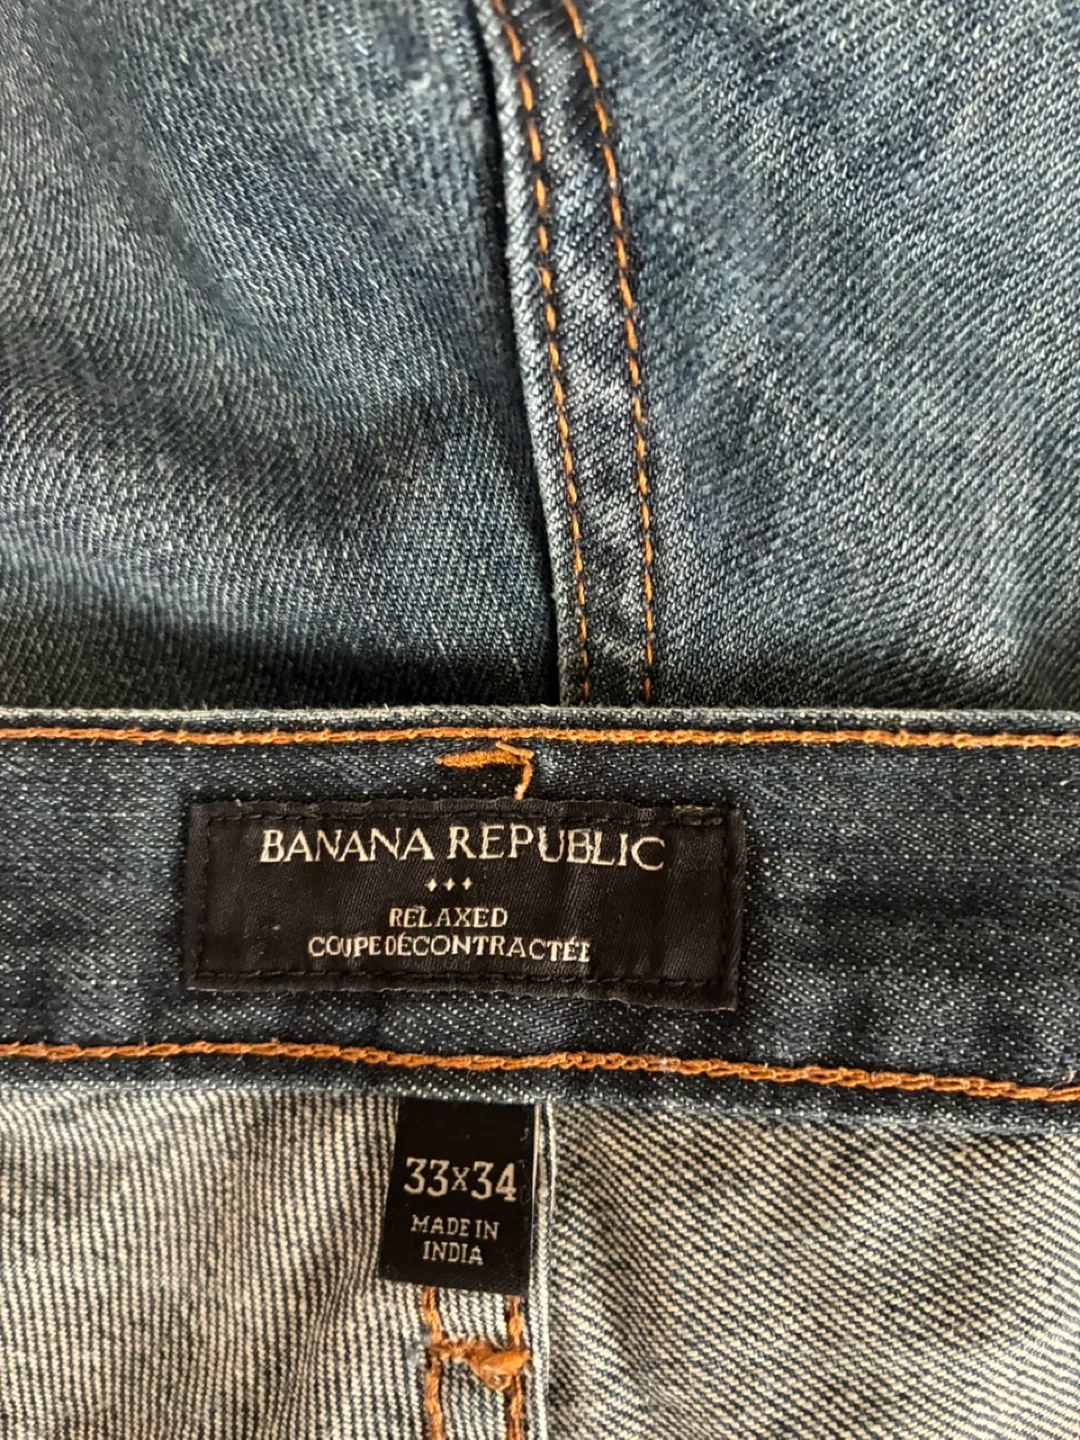 BANANA REPUBLIC
RELAXED
COUPE DÉCONTRACTÉE
33x34
MADE IN
INDIA